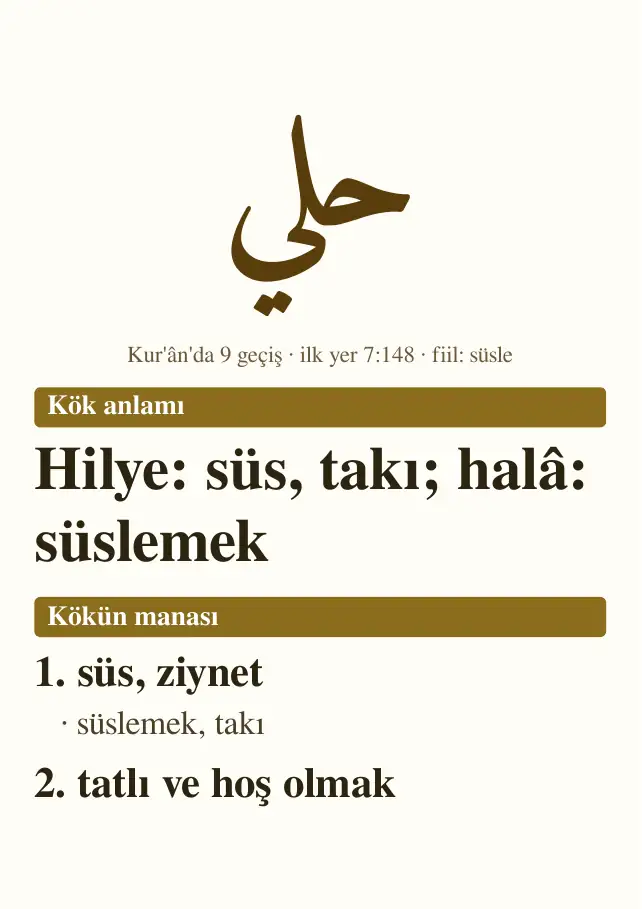 حلي
Kur'ân'da 9 geçiş · ilk yer 7:148 · fiil: süsle
Kök anlamı
Hilye: süs, takı; halâ:
süslemek
Kökün manası
1. süs, ziynet
· süslemek, takı
2. tatlı ve hoş olmak